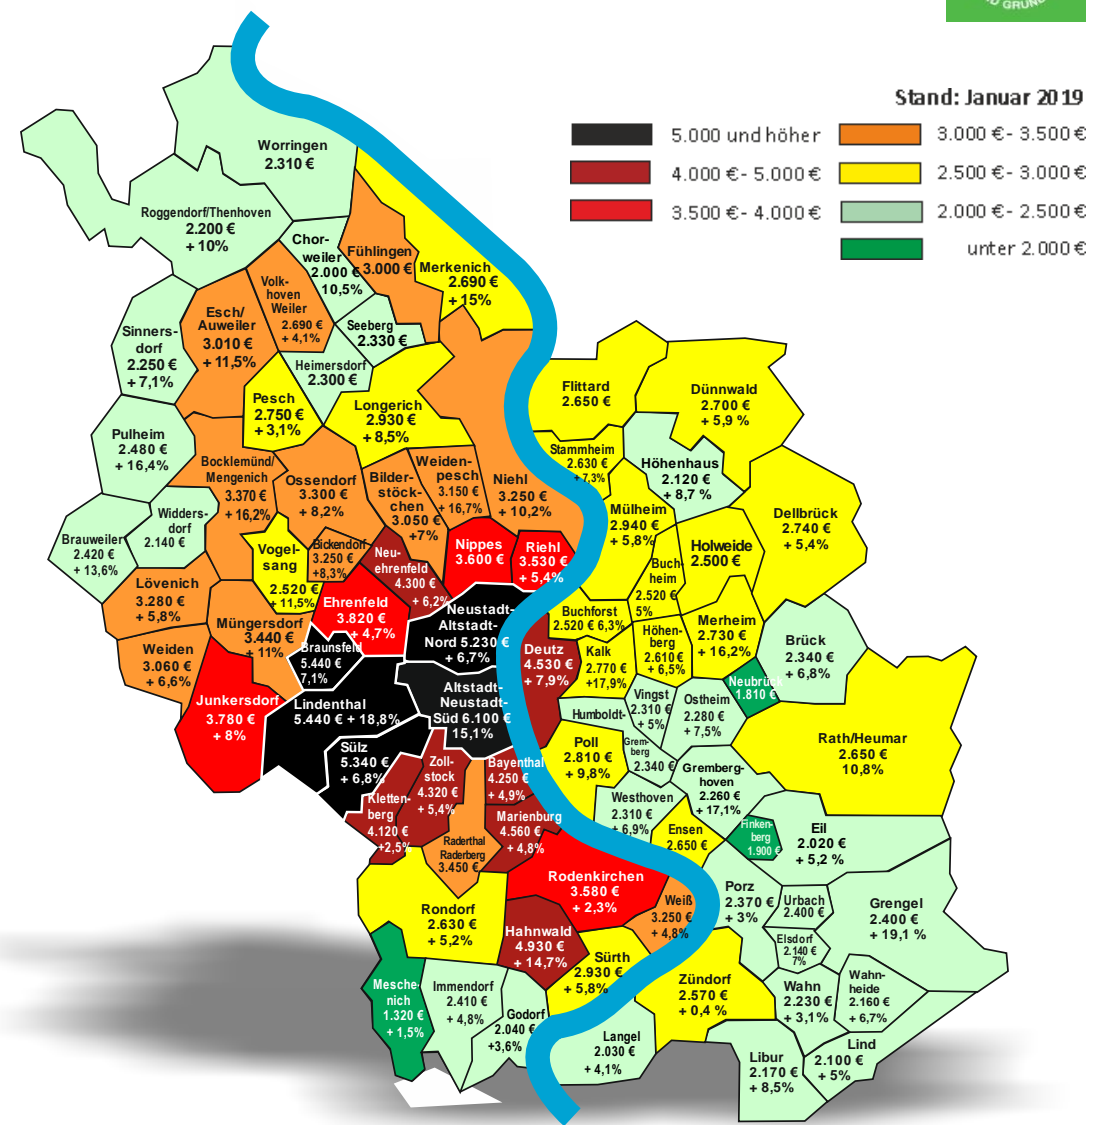 D GRUN
Stand: Januar 2019
5.000 und höher
3.000 €- 3.500 €
4.000 €- 5.000 €
2.500 €- 3.000 €
3.500 €- 4.000 €
2.000 €- 2.500 €
unter 2.000 €
Worringen
2.310 €
Roggendorf/Thenhoven
2.200 €
+ 10%
Chor-
weiler
2.000 €
10,5%
Fühlingen
3.000 €
Merkenich
2.690 €
+ 15%
Volk-
hoven
Weiler
2.690 €
+ 4,1%
Esch/
Auweiler
3.010 €
+ 11,5%
Sinners-
dorf
2.250 €
+ 7,1%
Seeberg
2.330 €
Heimersdorf
2.300 €
Pesch
2.750 €
+ 3,1%
Longerich
2.930 €
+ 8,5%
Pulheim
2.480 €
+ 16,4%
Bocklemünd/
Mengenich
3.370 €
+ 16,2%
Ossendorf
3.300 €
+ 8,2%
Bilder-
stöck-
chen
3.050 €
+7%
Weiden-
pesch
3.150 €
+ 16,7%
Niehl
3.250 €
+ 10,2%
Widders-
dorf
2.140 €
Brauweiler
2.420 €
+ 13,6%
Vogel-
sang
2.520 €
+ 11,5%
Bickendorf
3.250 €
+8,3%
Neu-
ehrenfeld
4.300 €
+ 6,2%
Nippes
3.600 €
Riehl
3.530 €
+ 5,4%
Lövenich
3.280 €
+ 5,8%
Müngersdorf
3.440 €
+ 11%
Ehrenfeld
3.820 €
+ 4,7%
Neustadt-
Altstadt-
Nord 5.230 €
+ 6,7%
Weiden
3.060 €
+ 6,6%
Braunsfeld
5.440 €
7,1%
Junkersdorf
3.780 €
+ 8%
Lindenthal
5.440 € + 18,8%
Altstadt-
Neustadt-
Süd 6.100 €
15,1%
Sülz
5.340 €
+ 6,8%
Deutz
4.530 €
+ 7,9%
Zoll-
stock
4.320 €
+ 5,4%
Bayenthal
4.250 €
+ 4,9%
Kletten-
berg
4.120 €
+2,5%
Marienburg
4.560 €
+ 4,8%
Raderthal
Raderberg
3.450 €
Rodenkirchen
3.580 €
+ 2,3%
Weiß
3.250 €
+ 4,8%
Rondorf
2.630 €
+ 5,2%
Hahnwald
4.930 €
+ 14,7%
Sürth
2.930 €
+ 5,8%
Mesche-
nich
1.320 €
+ 1,5%
Immendorf
2.410 €
+ 4,8%
Godorf
2.040 €
+3,6%
Flittard
2.650 €
Dünnwald
2.700 €
+ 5,9 %
Stammheim
2.630 €
+ 7,3%
Höhenhaus
2.120 €
+ 8,7 %
Mülheim
2.940 €
+ 5,8%
Dellbrück
2.740 €
+ 5,4%
Holweide
2.500 €
Buch-
heim
2.520 €
5%
Buchforst
2.520 € 6,3%
Höhen-
berg
2.610 €
+ 6,5%
Merheim
2.730 €
+ 16,2%
Brück
2.340 €
+ 6,8%
Kalk
2.770 €
+17,9%
Neubrück
1.810 €
Vingst
2.310 €
+ 5%
Ostheim
2.280 €
+ 7,5%
Humboldt-
Grem-
berg
2.340 €
Poll
2.810 €
+ 9,8%
Rath/Heumar
2.650 €
10,8%
Gremberg-
hoven
2.260 €
+ 17,1%
Westhoven
2.310 €
+ 6,9%
Ensen
2.650 €
Finken-
berg
1.900 €
Eil
2.020 €
+ 5,2 %
Porz
2.370 €
+ 3%
Urbach
2.400 €
Grengel
2.400 €
+ 19,1 %
Elsdorf
2.140 €
7%
Zündorf
2.570 €
+ 0,4 %
Wahn
2.230 €
+ 3,1%
Wahn-
heide
2.160 €
+ 6,7%
Langel
2.030 €
+ 4,1%
Libur
2.170 €
+ 8,5%
Lind
2.100 €
+ 5%